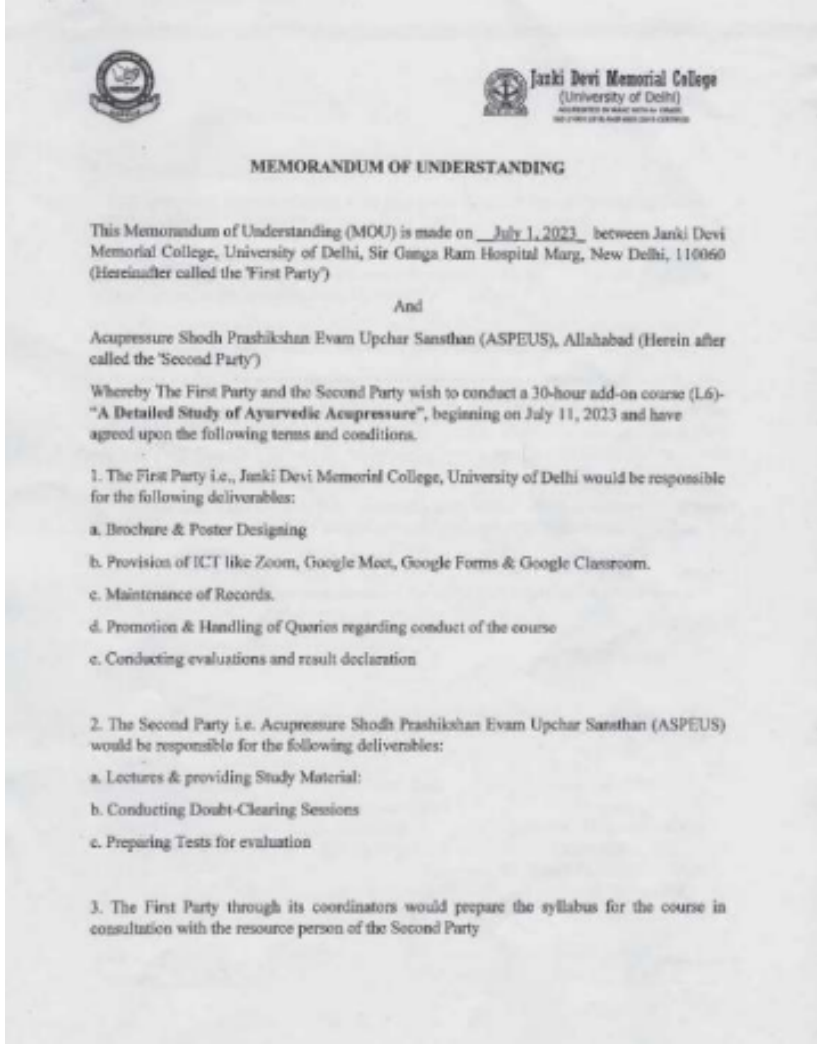 Janki Devi Memorial College
(University of Delhi)
MEMORANDUM OF UNDERSTANDING
This Memorandum of Understanding (MOU) is made on __July 1, 2023_ between Janki Devi
Memorial College, University of Delhi, Sir Ganga Ram Hospital Marg, New Delhi, 110060
(Hereinafter called the 'First Party')
And
Acupressure Shodh Prashikshan Evam Upchar Sansthan (ASPEUS), Allahabad (Herein after
called the 'Second Party')
Whereby The First Party and the Second Party wish to conduct a 30-hour add-on course (L6)-
“A Detailed Study of Ayurvedic Acupressure”, beginning on July 11, 2023 and have
agreed upon the following terms and conditions.
1. The First Party i.e., Janki Devi Memorial College, University of Delhi would be responsible
for the following deliverables:
a. Brochure & Poster Designing
b. Provision of ICT like Zoom, Google Meet, Google Forms & Google Classroom.
c. Maintenance of Records.
d. Promotion & Handling of Queries regarding conduct of the course
e. Conducting evaluations and result declaration
2. The Second Party i.e. Acupressure Shodh Prashikshan Evam Upchar Sansthan (ASPEUS)
would be responsible for the following deliverables:
a. Lectures & providing Study Material:
b. Conducting Doubt-Clearing Sessions
c. Preparing Tests for evaluation
3. The First Party through its coordinators would prepare the syllabus for the course in
consultation with the resource person of the Second Party